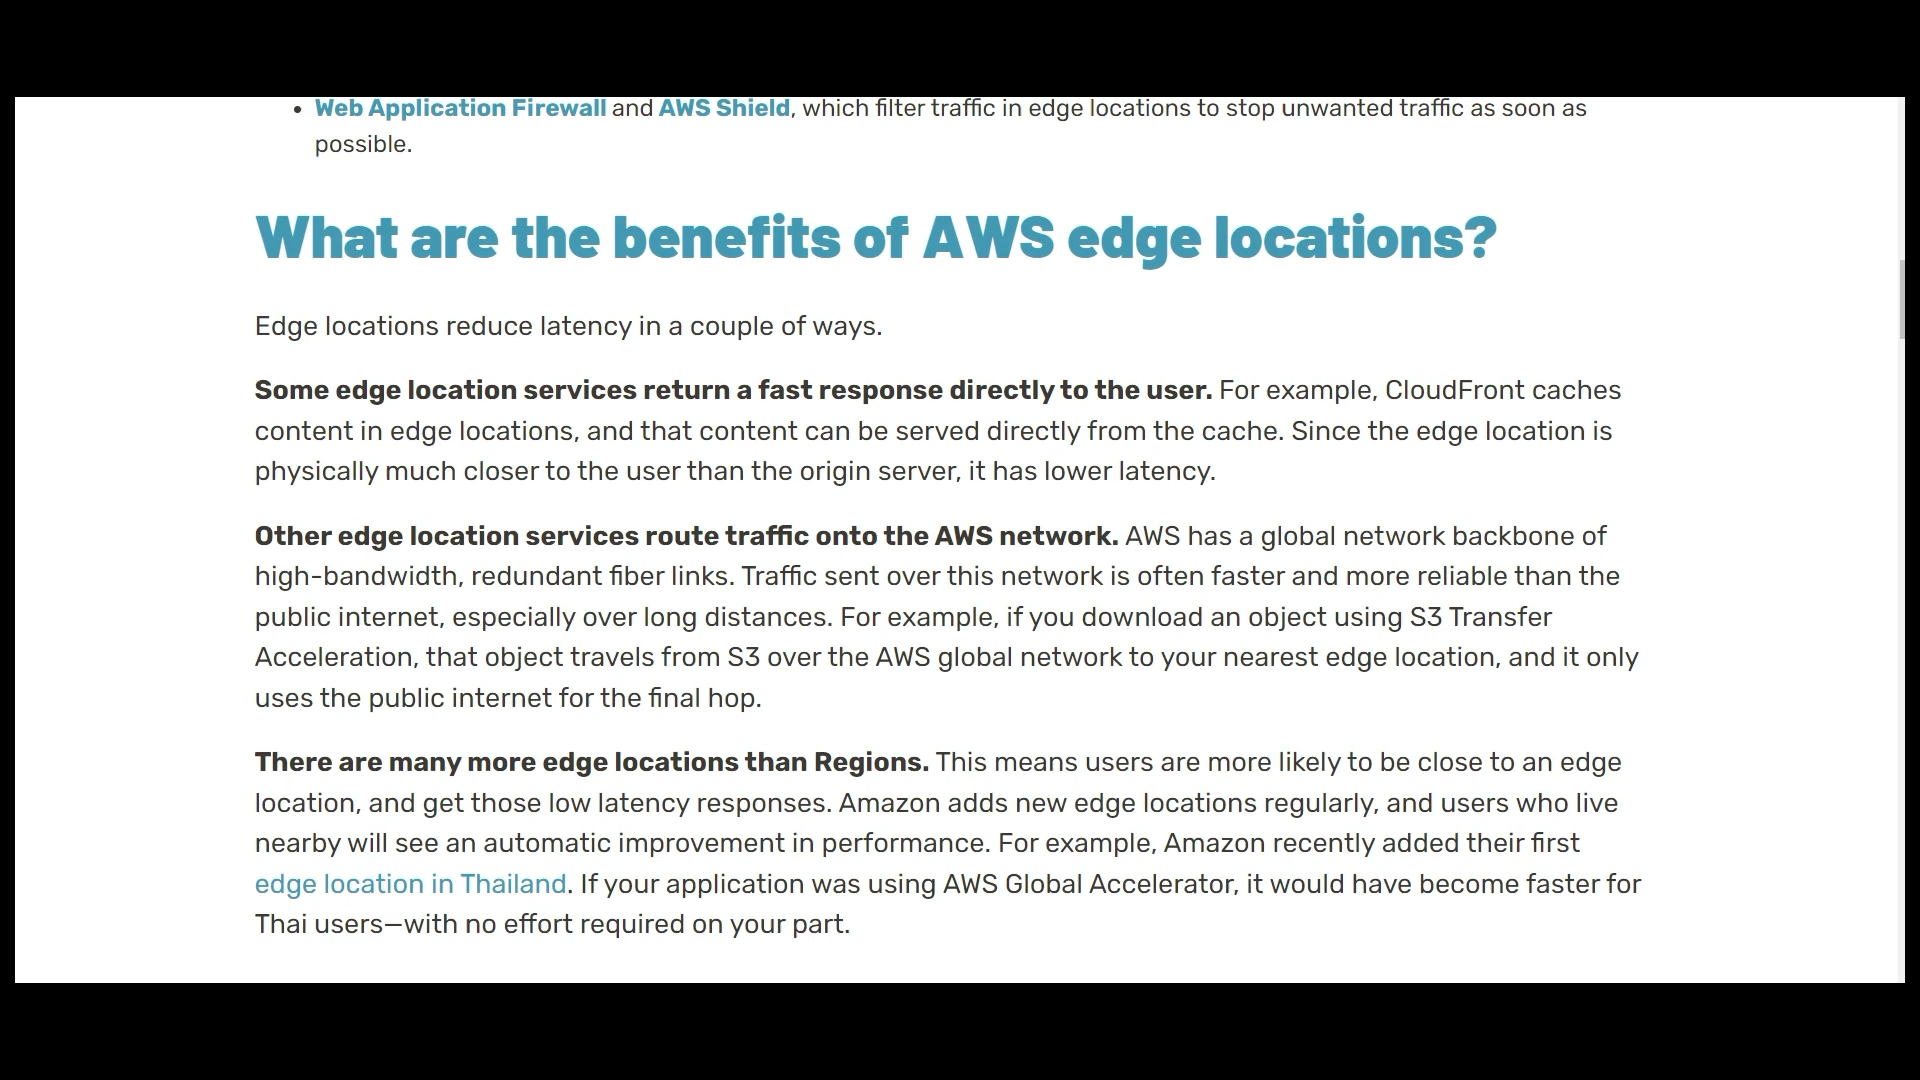 • Web Application Firewall and AWS Shield, which filter traffic in edge locations to stop unwanted traffic as soon as
possible.
What are the benefits of AWS edge locations?
Edge locations reduce latency in a couple of ways.
Some edge location services return a fast response directly to the user. For example, CloudFront caches
content in edge locations, and that content can be served directly from the cache. Since the edge location is
physically much closer to the user than the origin server, it has lower latency.
Other edge location services route traffic onto the AWS network. AWS has a global network backbone of
high-bandwidth, redundant fiber links. Traffic sent over this network is often faster and more reliable than the
public internet, especially over long distances. For example, if you download an object using S3 Transfer
Acceleration, that object travels from S3 over the AWS global network to your nearest edge location, and it only
uses the public internet for the final hop.
There are many more edge locations than Regions. This means users are more likely to be close to an edge
location, and get those low latency responses. Amazon adds new edge locations regularly, and users who live
nearby will see an automatic improvement in performance. For example, Amazon recently added their first
edge location in Thailand. If your application was using AWS Global Accelerator, it would have become faster for
Thai users—with no effort required on your part.